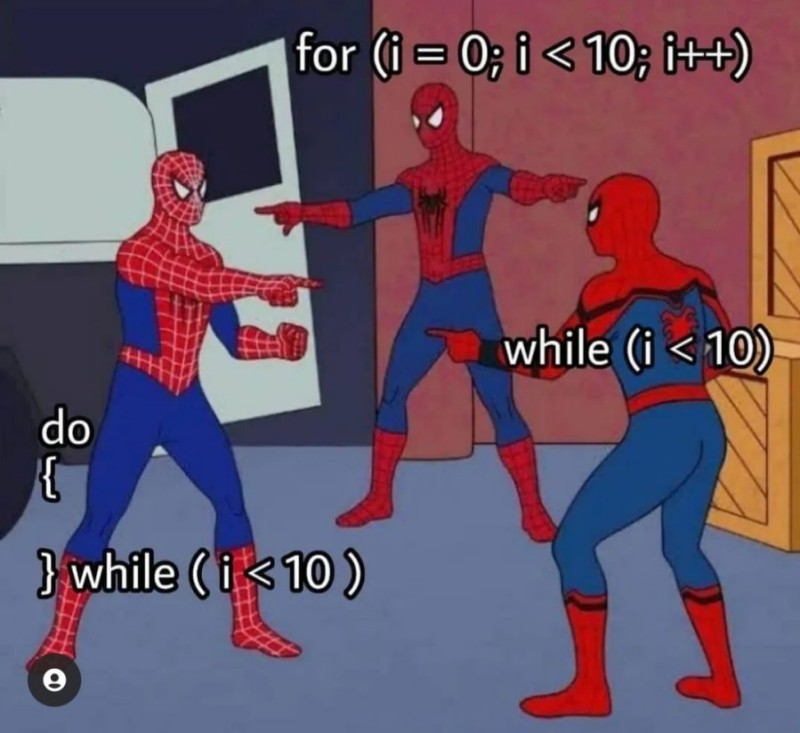 for (i = 0; i < 10; i++)
while (i < 10)
do
{
} while ( i < 10 )